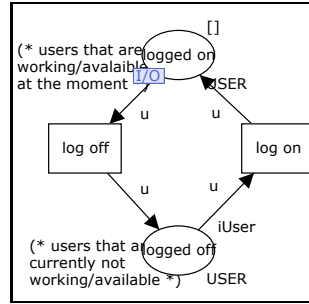 []
(* users that are
working/avalaible
at the moment
logged on
I/O
USER
u
u
log off
log on
u
u
iUser
(* users that a
currently not
working/available *)
logged off
USER